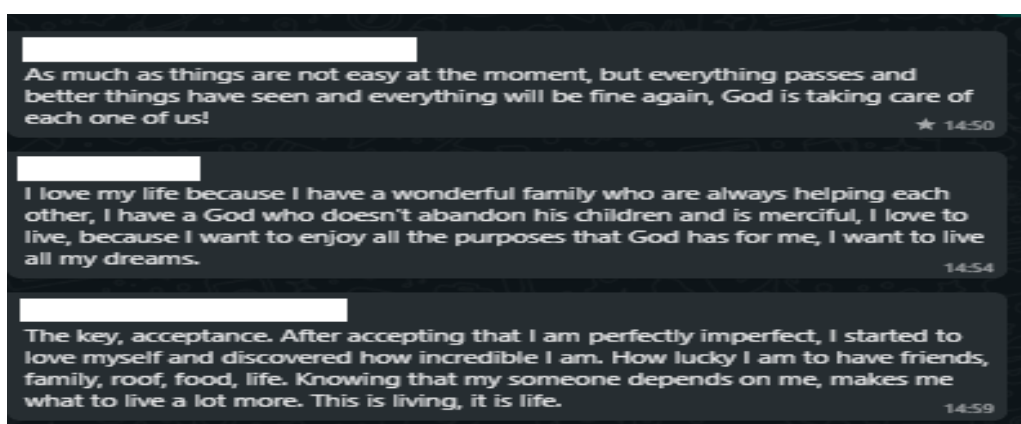 As much as things are not easy at the moment, but everything passes and
better things have seen and everything will be fine again, God is taking care of
each one of us!
★ 14:50
I love my life because I have a wonderful family who are always helping each
other, I have a God who doesn't abandon his children and is merciful, I love to
live, because I want to enjoy all the purposes that God has for me, I want to live
all my dreams.
14:54
The key, acceptance. After accepting that I am perfectly imperfect, I started to
love myself and discovered how incredible I am. How lucky I am to have friends,
family, roof, food, life. Knowing that my someone depends on me, makes me
what to live a lot more. This is living, it is life.
14:59